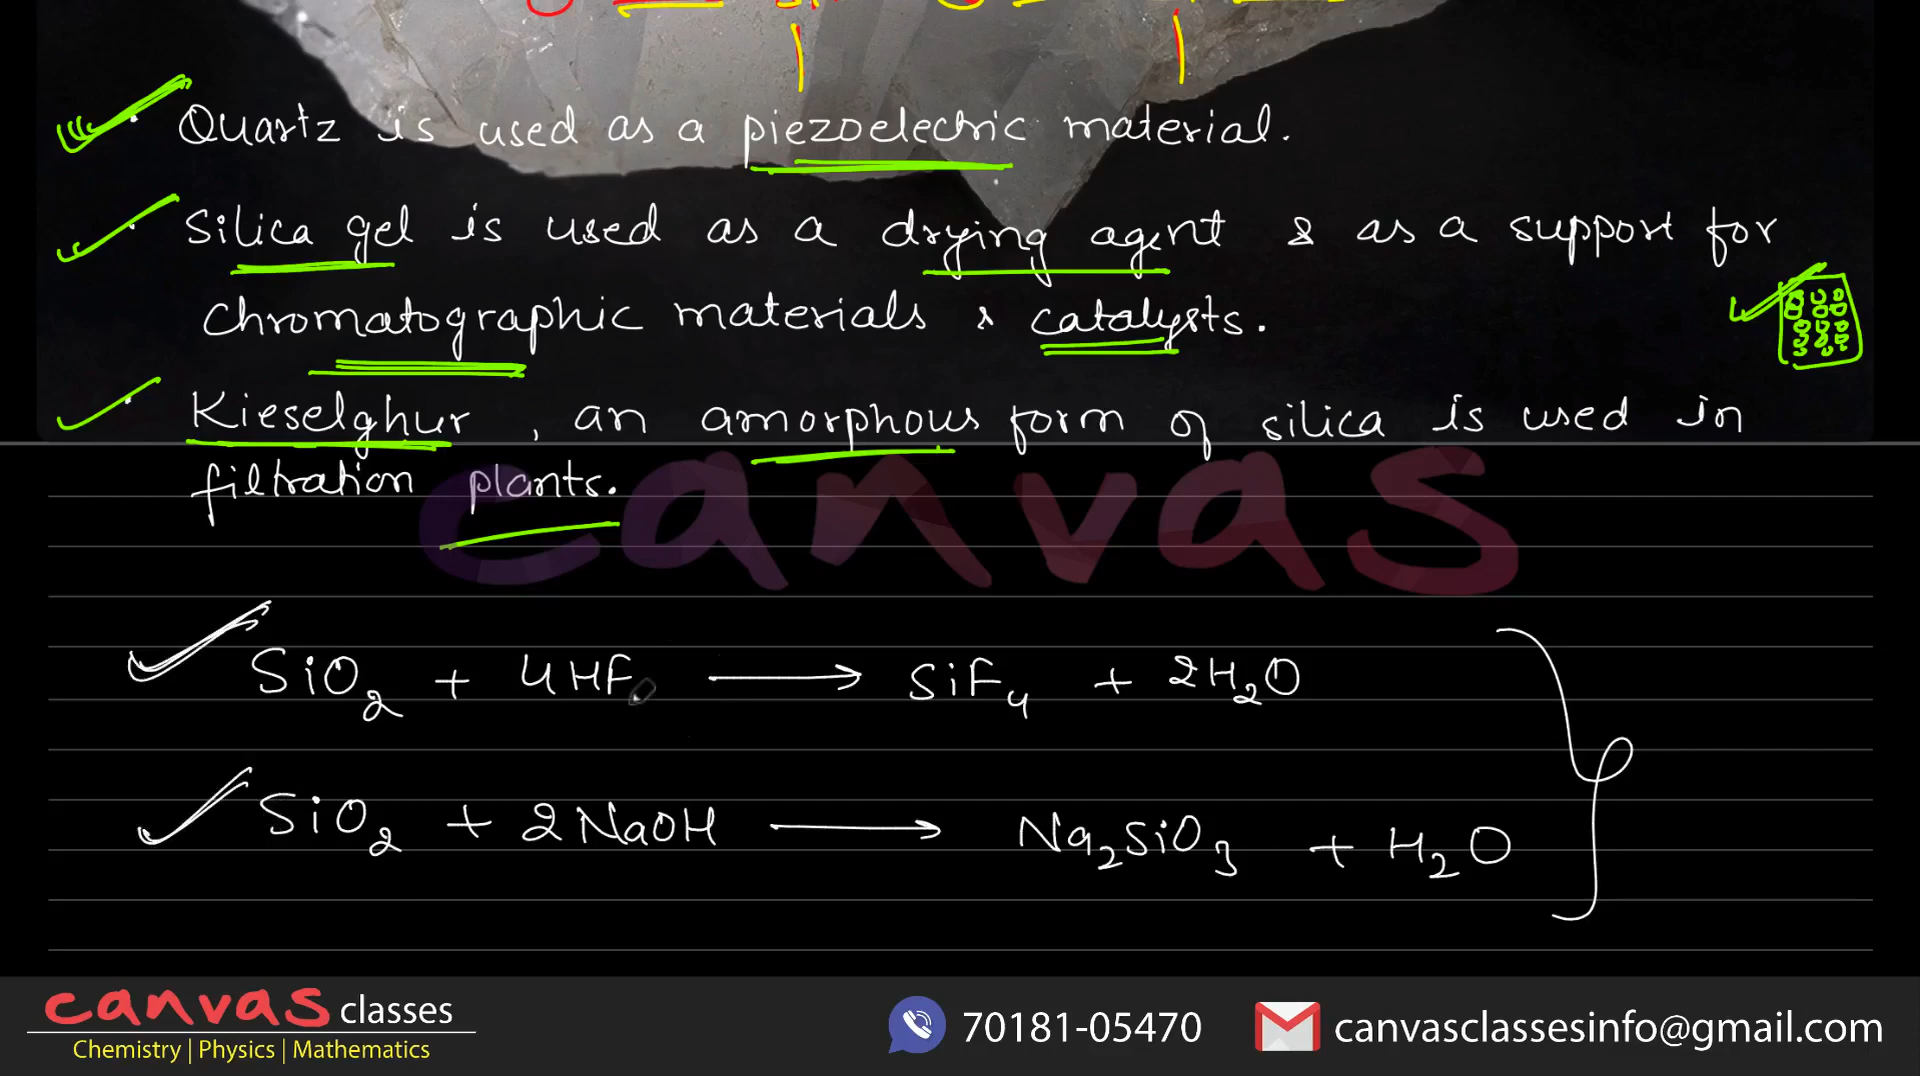 Quartz is used as a piezoelectric material.
Silica gel is used as a drying agent & as a support for
chromatographic materials & catalysts.
Kieselghur, an amorphous form of silica is used in
filtration plants.
canvas
SiO₂ + 4HF → SiF₄ + 2H₂O
SiO₂ + 2NaOH → Na₂SiO₃ + H₂O
canvas classes
Chemistry | Physics | Mathematics
70181-05470
canvasclassesinfo@gmail.com